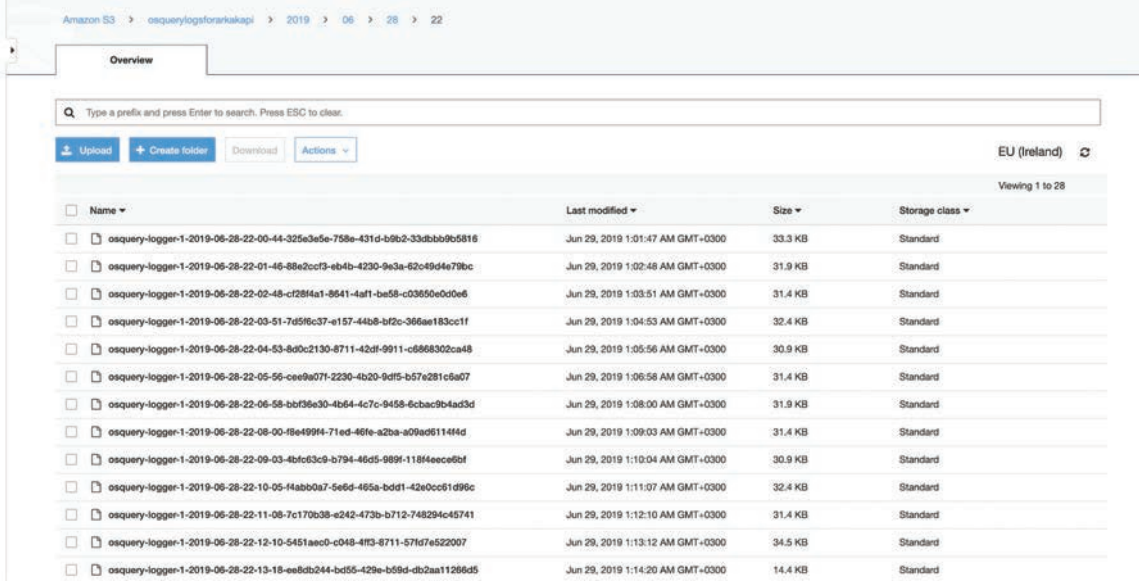 Amazon S3 > osquerylogsforarkakapi > 2019 > 06 > 28 > 22
Overview
Type a prefix and press Enter to search. Press ESC to clear.
Upload + Create folder Download Actions EU (Ireland)
Viewing 1 to 28
Name Last modified Size Storage class
osquery-logger-1-2019-06-28-22-00-44-325e3e5e-758e-431d-b9b2-33dbbb9b5816 Jun 29, 2019 1:01:47 AM GMT+0300 33.3 KB Standard
osquery-logger-1-2019-06-28-22-01-46-88e2ccf3-eb4b-4230-9e3a-62c49d4e79bc Jun 29, 2019 1:02:48 AM GMT+0300 31.9 KB Standard
osquery-logger-1-2019-06-28-22-02-48-cf28f4a1-8641-4af1-be58-c03650e0d0e6 Jun 29, 2019 1:03:51 AM GMT+0300 31.4 KB Standard
osquery-logger-1-2019-06-28-22-03-51-7d5f6c37-e157-44b8-bf2c-366ae183cc1f Jun 29, 2019 1:04:53 AM GMT+0300 32.4 KB Standard
osquery-logger-1-2019-06-28-22-04-53-8d0c2130-8711-42df-9911-c6868302ca48 Jun 29, 2019 1:05:56 AM GMT+0300 30.9 KB Standard
osquery-logger-1-2019-06-28-22-05-56-cee9a07f-2230-4b20-9df5-b57e281c6a07 Jun 29, 2019 1:06:58 AM GMT+0300 31.4 KB Standard
osquery-logger-1-2019-06-28-22-06-58-bbf36e30-4b64-4c7c-9458-6cbac9b4ad3d Jun 29, 2019 1:08:00 AM GMT+0300 31.9 KB Standard
osquery-logger-1-2019-06-28-22-08-00-f8e499f4-71ed-46fe-a2ba-a09ad6114f4d Jun 29, 2019 1:09:03 AM GMT+0300 31.4 KB Standard
osquery-logger-1-2019-06-28-22-09-03-4bfc63c9-b794-46d5-989f-118f4eece6bf Jun 29, 2019 1:10:04 AM GMT+0300 30.9 KB Standard
osquery-logger-1-2019-06-28-22-10-05-f4abb0a7-5e6d-465a-bdd1-42e0cc61d96c Jun 29, 2019 1:11:07 AM GMT+0300 32.4 KB Standard
osquery-logger-1-2019-06-28-22-11-08-7c170b38-e242-473b-b712-748294c45741 Jun 29, 2019 1:12:10 AM GMT+0300 31.4 KB Standard
osquery-logger-1-2019-06-28-22-12-10-5451aec0-c048-4ff3-8711-57fd7e522007 Jun 29, 2019 1:13:12 AM GMT+0300 34.5 KB Standard
osquery-logger-1-2019-06-28-22-13-18-ee8db244-bd55-429e-b59d-db2aa11266d5 Jun 29, 2019 1:14:20 AM GMT+0300 14.4 KB Standard